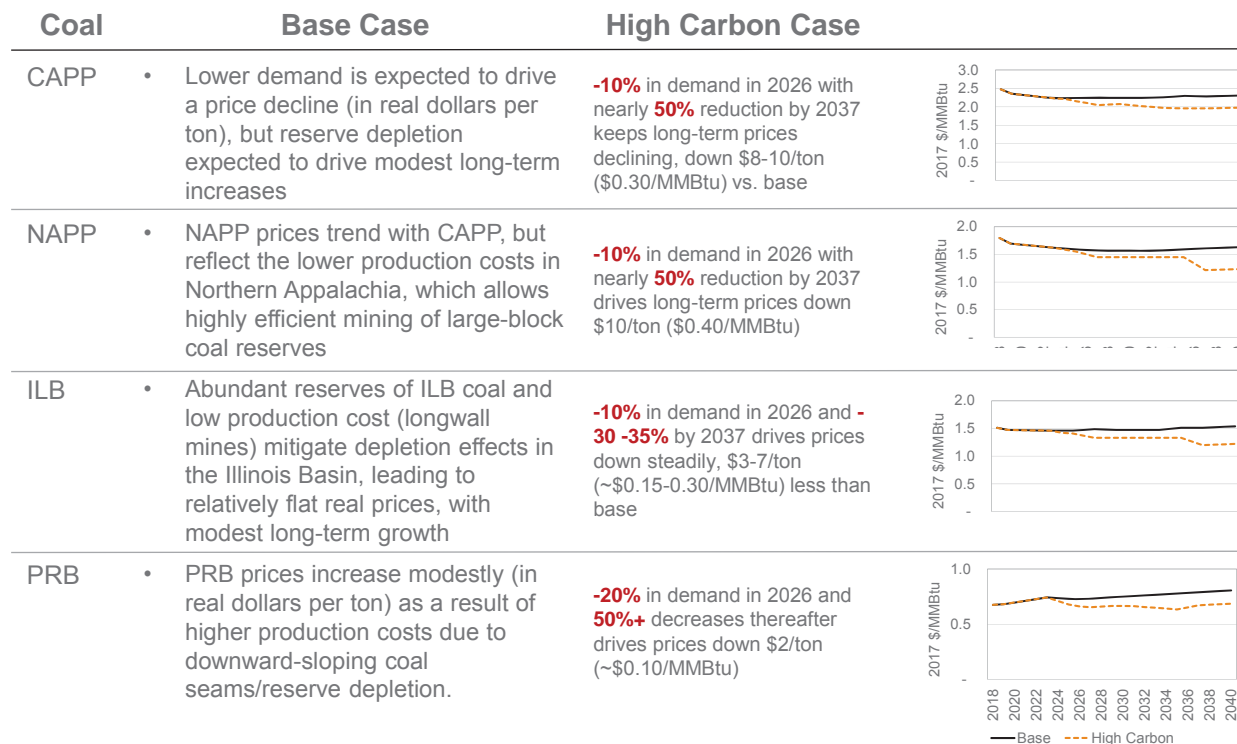 Coal Base Case High Carbon Case
CAPP
• Lower demand is expected to drive
a price decline (in real dollars per
ton), but reserve depletion
expected to drive modest long-term
increases
-10% in demand in 2026 with
nearly 50% reduction by 2037
keeps long-term prices
declining, down $8-10/ton
($0.30/MMBtu) vs. base
2017 $/MMBtu
3.0
2.5
2.0
1.5
1.0
0.5
-
NAPP
• NAPP prices trend with CAPP, but
reflect the lower production costs in
Northern Appalachia, which allows
highly efficient mining of large-block
coal reserves
-10% in demand in 2026 with
nearly 50% reduction by 2037
drives long-term prices down
$10/ton ($0.40/MMBtu)
2017 $/MMBtu
2.0
1.5
1.0
0.5
-
ILB
• Abundant reserves of ILB coal and
low production cost (longwall
mines) mitigate depletion effects in
the Illinois Basin, leading to
relatively flat real prices, with
modest long-term growth
-10% in demand in 2026 and -
30 -35% by 2037 drives prices
down steadily, $3-7/ton
(~$0.15-0.30/MMBtu) less than
base
2017 $/MMBtu
2.0
1.5
1.0
0.5
-
PRB
• PRB prices increase modestly (in
real dollars per ton) as a result of
higher production costs due to
downward-sloping coal
seams/reserve depletion.
-20% in demand in 2026 and
50%+ decreases thereafter
drives prices down $2/ton
(~$0.10/MMBtu)
2017 $/MMBtu
1.0
0.5
-
2018
2020
2022
2024
2026
2028
2030
2032
2034
2036
2038
2040
Base High Carbon